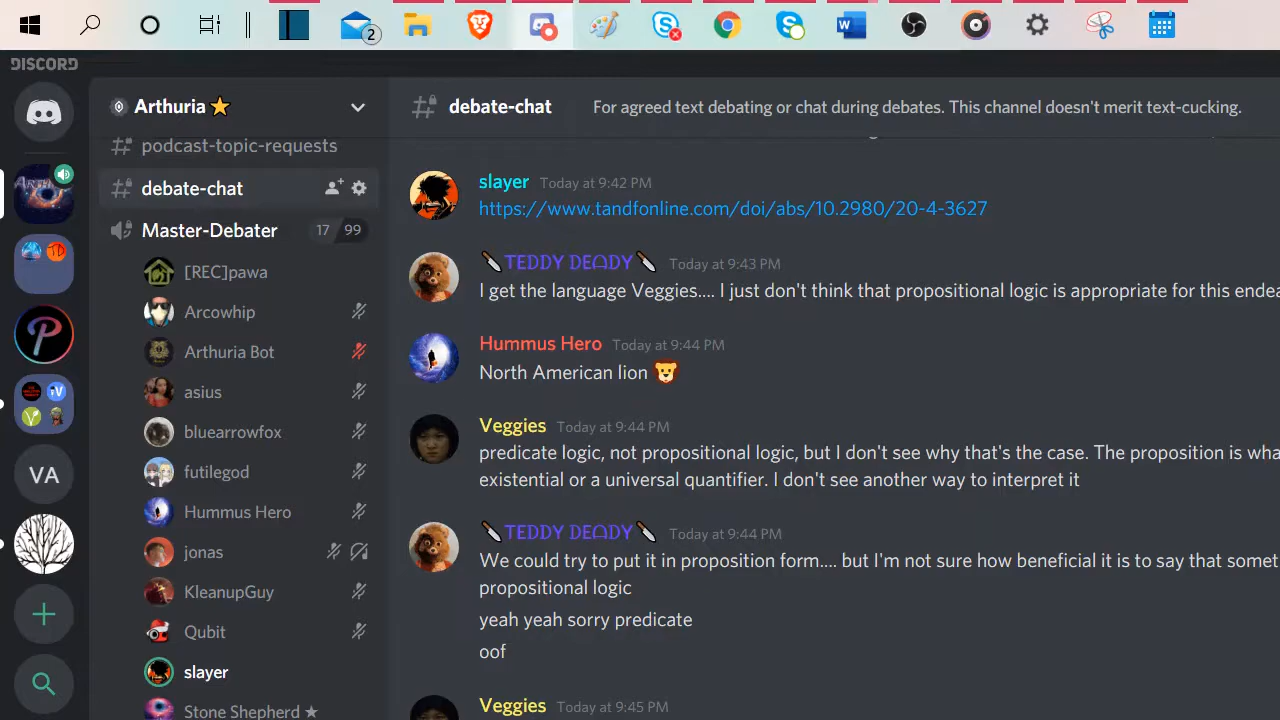 2
DISCORD
Arthuria
podcast-topic-requests
debate-chat
Master-Debater 17 99
[REC]pawa
Arcowhip
Arthuria Bot
asius
bluearrowfox
futilegod
Hummus Hero
jonas
KleanupGuy
Qubit
slayer
Stone Shepherd ★
VA
debate-chat For agreed text debating or chat during debates. This channel doesn't merit text-cucking.
slayer Today at 9:42 PM
https://www.tandfonline.com/doi/abs/10.2980/20-4-3627
TEDDY DEADY Today at 9:43 PM
I get the language Veggies.... I just don't think that propositional logic is appropriate for this endea
Hummus Hero Today at 9:44 PM
North American lion 🦁
Veggies Today at 9:44 PM
predicate logic, not propositional logic, but I don't see why that's the case. The proposition is wha
existential or a universal quantifier. I don't see another way to interpret it
TEDDY DEADY Today at 9:44 PM
We could try to put it in proposition form.... but I'm not sure how beneficial it is to say that somet
propositional logic
yeah yeah sorry predicate
oof
Veggies Today at 9:45 PM